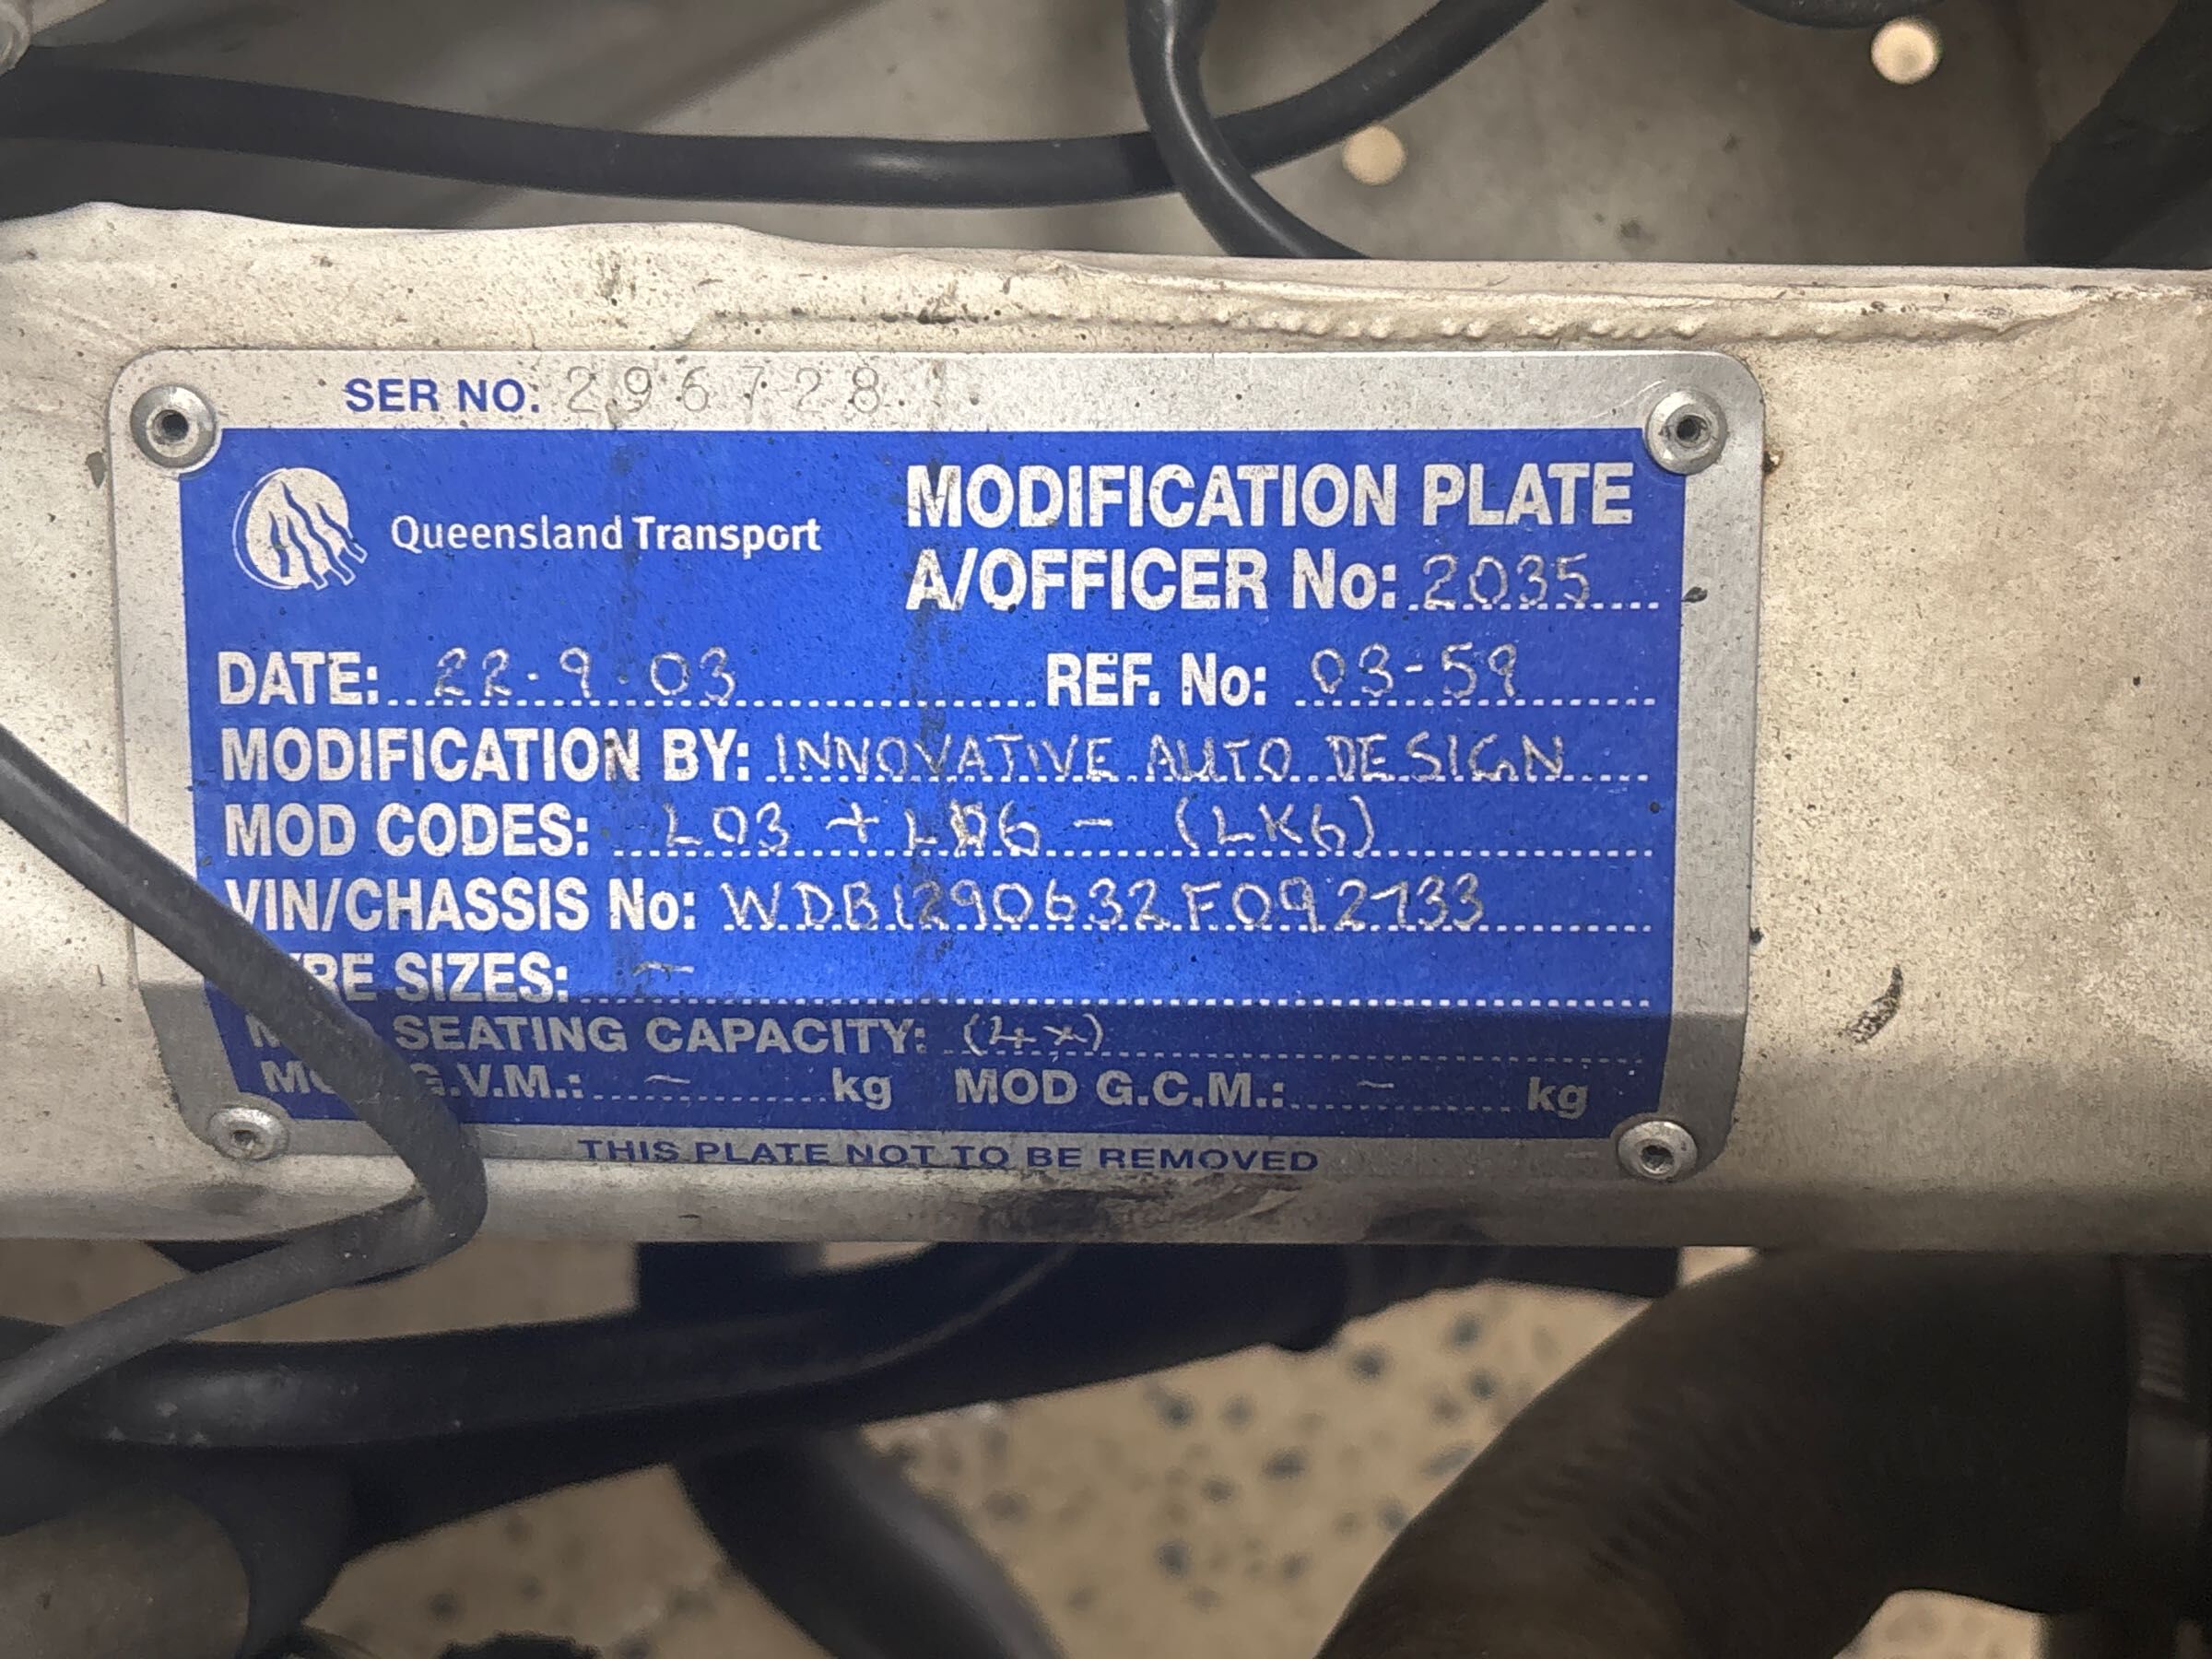 SER NO: 296728
Queensland Transport
MODIFICATION PLATE
A/OFFICER No: 2035
DATE: 22-9-03 REF. No: 03-59
MODIFICATION BY: INNOVATIVE AUTO DESIGN
MOD CODES: L03 + L06 - (LK6)
VIN/CHASSIS No: WDB1290632F092133
SIZES: ~
SEATING CAPACITY: (4x)
G.V.M.: ~ kg MOD G.C.M.: ~ kg
THIS PLATE NOT TO BE REMOVED